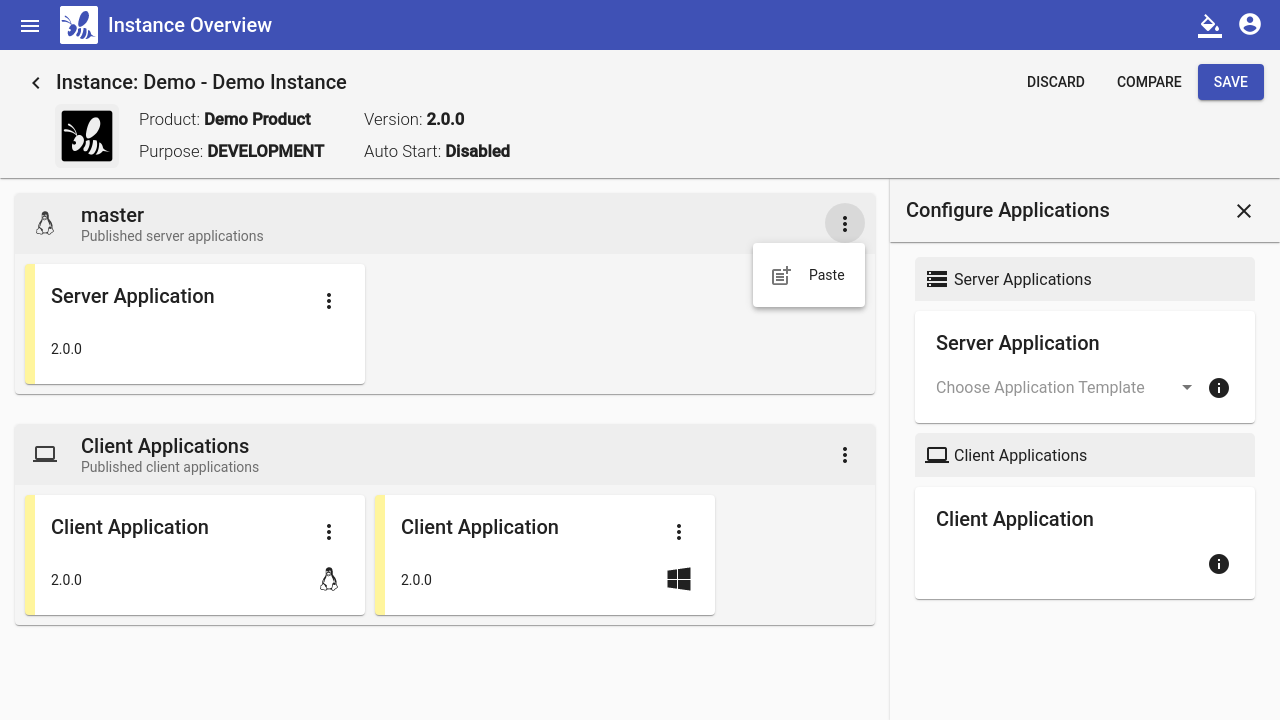 Instance Overview
Instance: Demo - Demo Instance
DISCARD
COMPARE
SAVE
Product: Demo Product
Version: 2.0.0
Purpose: DEVELOPMENT
Auto Start: Disabled
master
Published server applications
Paste
Server Application
2.0.0
Client Applications
Published client applications
Client Application
2.0.0
Client Application
2.0.0
Configure Applications
Server Applications
Server Application
Choose Application Template
Client Applications
Client Application